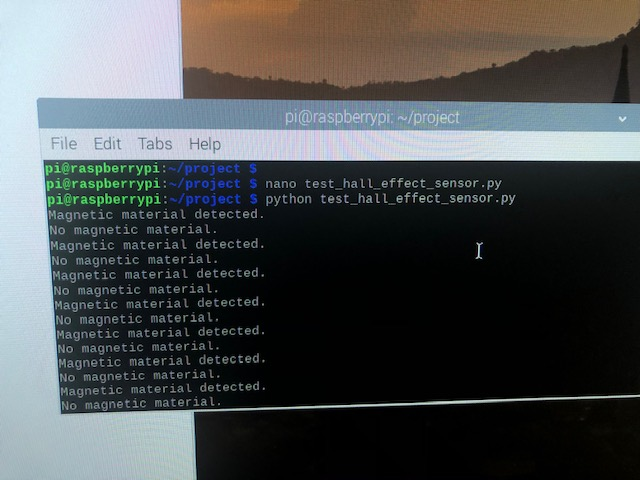 pi@raspberrypi: ~/project
File Edit Tabs Help
pi@raspberrypi:~/project $
pi@raspberrypi:~/project $ nano test_hall_effect_sensor.py
pi@raspberrypi:~/project $ python test_hall_effect_sensor.py
Magnetic material detected.
No magnetic material.
Magnetic material detected.
No magnetic material.
Magnetic material detected.
No magnetic material.
Magnetic material detected.
No magnetic material.
Magnetic material detected.
No magnetic material.
Magnetic material detected.
No magnetic material.
Magnetic material detected.
No magnetic material.